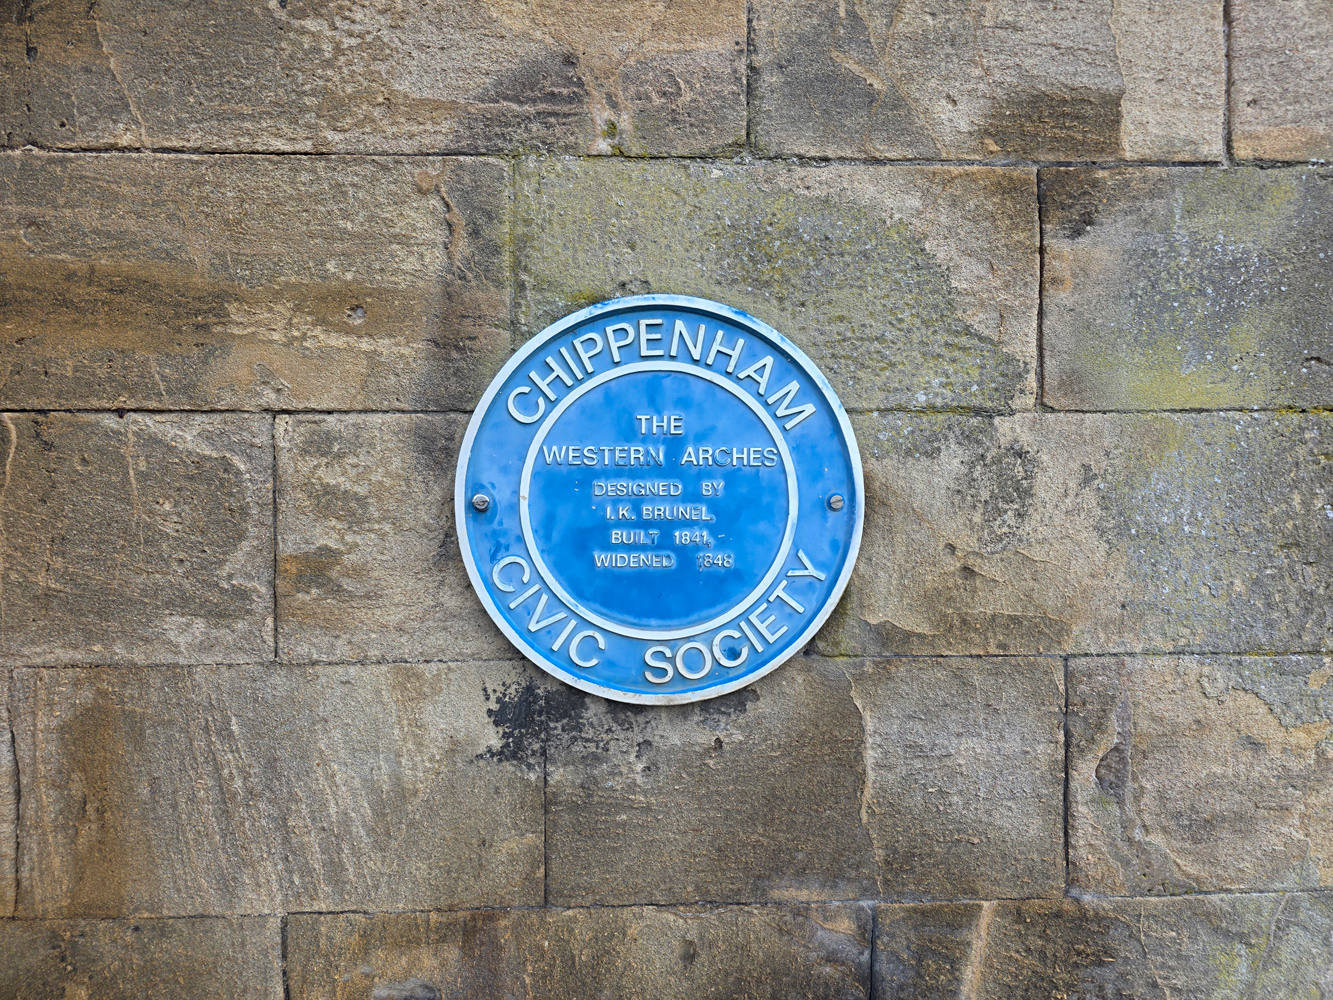 CHIPPENHAM
THE
WESTERN ARCHES
DESIGNED BY
I.K. BRUNEL,
BUILT 1841,
WIDENED 1848
CIVIC SOCIETY